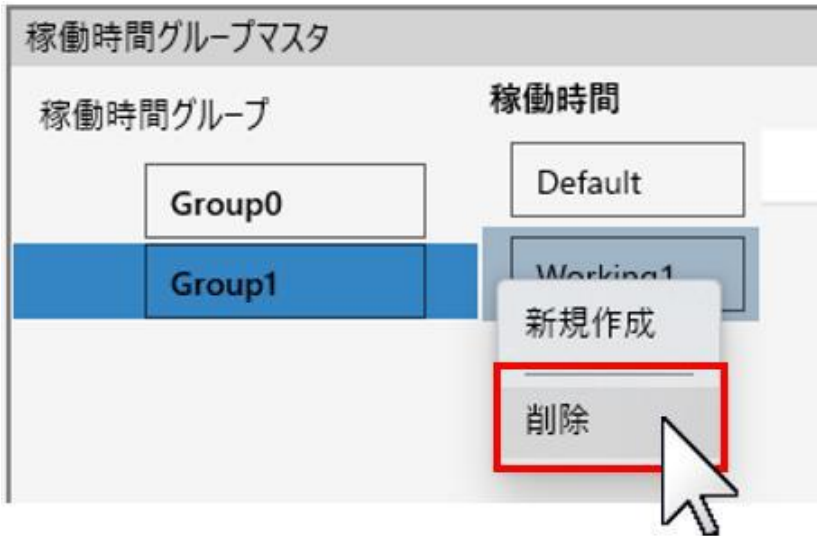 稼働時間グループマスタ
稼働時間グループ
稼働時間
Group0
Default
Group1
Working1
新規作成
削除